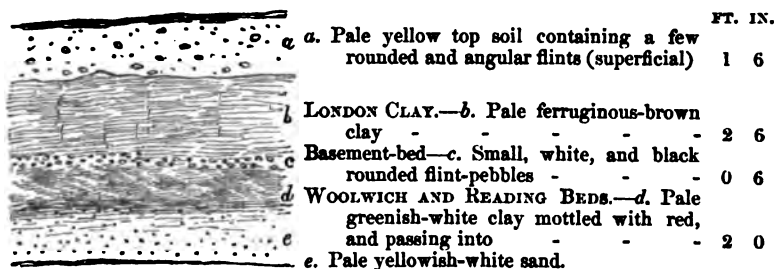 FT. IN.
a
a. Pale yellow top soil containing a few
rounded and angular flints (superficial) 1 6
b
LONDON CLAY.—b. Pale ferruginous-brown
clay - - - - - 2 6
c
Basement-bed—c. Small, white, and black
rounded flint-pebbles - - - 0 6
d
WOOLWICH AND READING BEDS.—d. Pale
greenish-white clay mottled with red,
and passing into - - - 2 0
e
e. Pale yellowish-white sand.